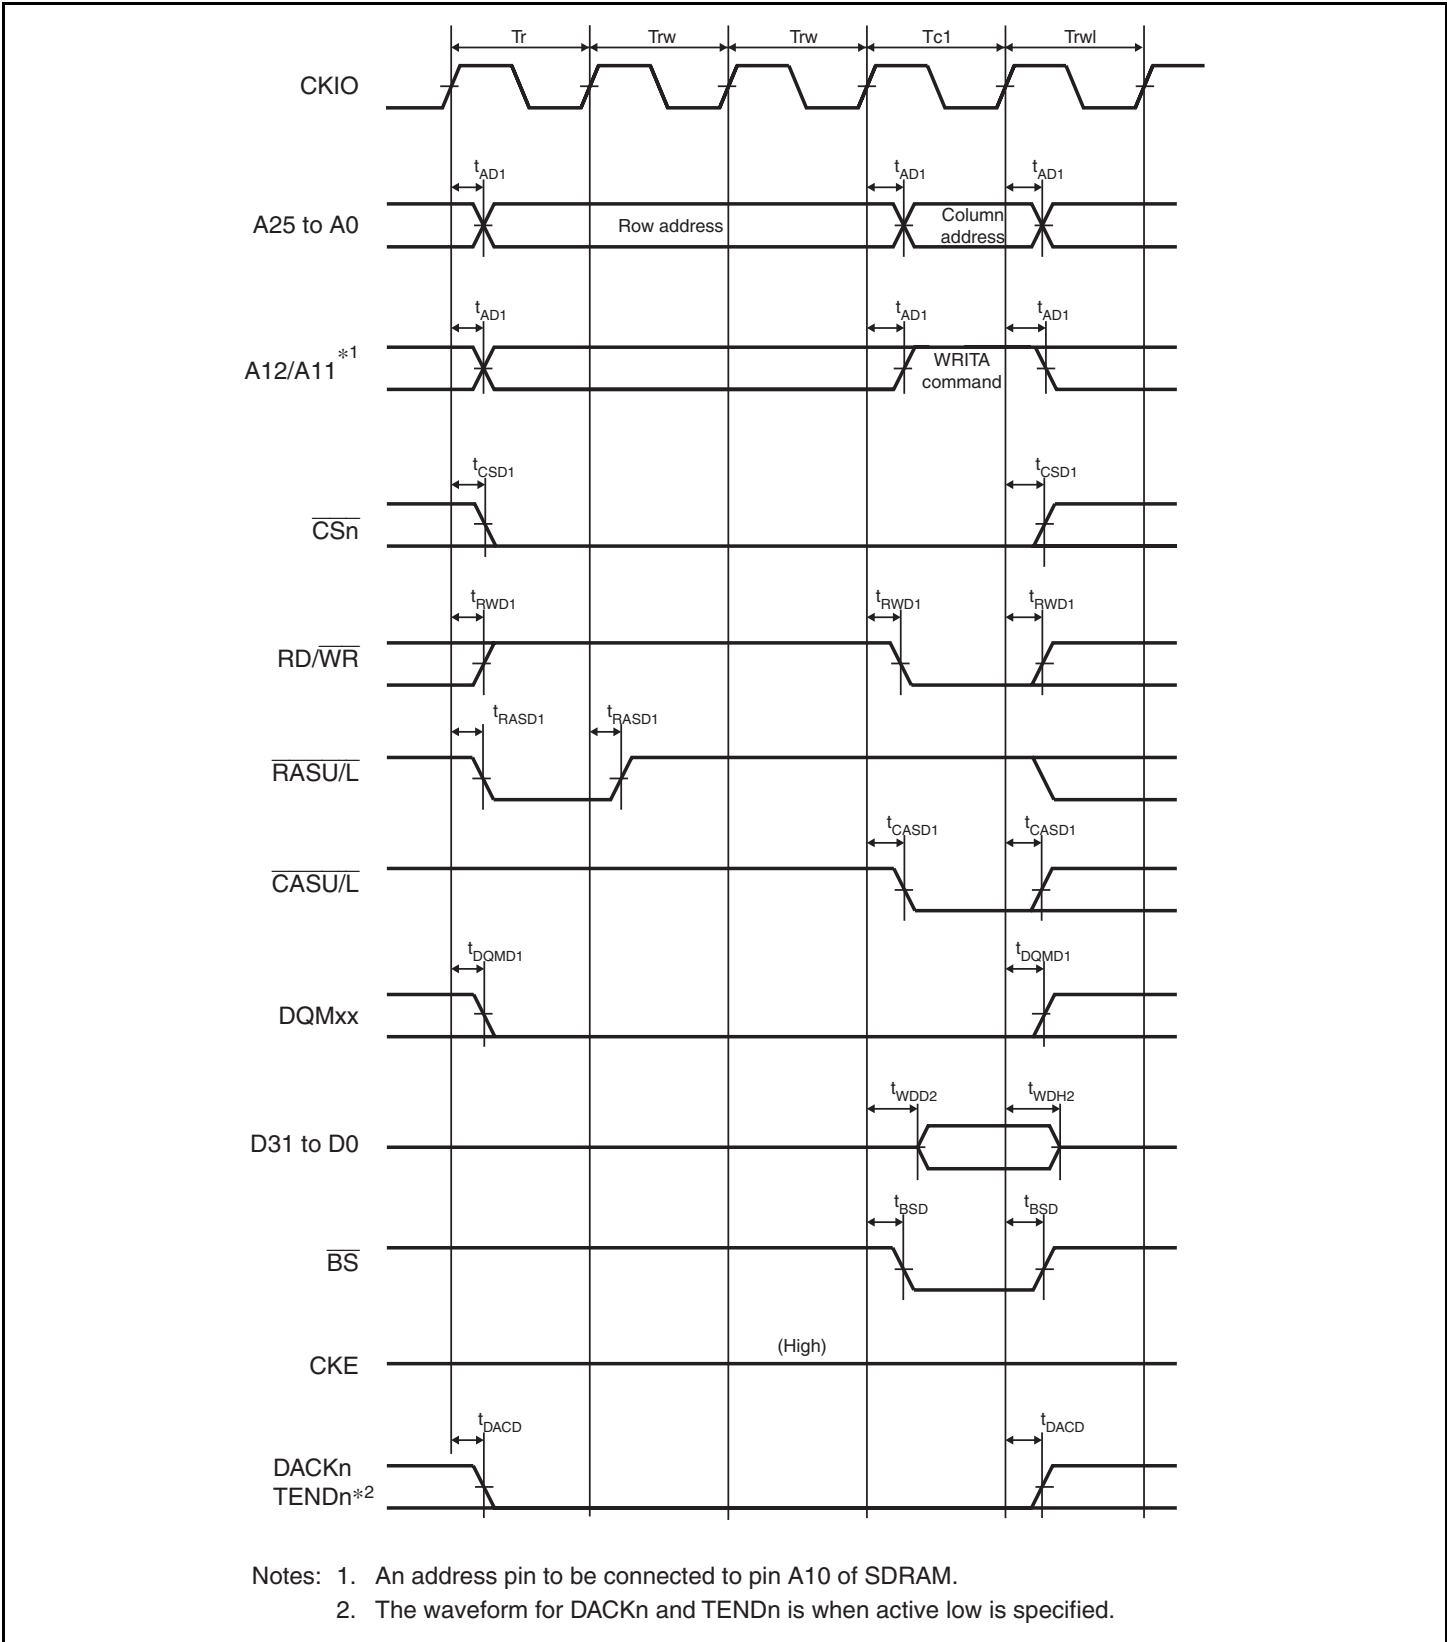 Tr Trw Trw Tc1 Trwl
CKIO
tAD1 tAD1 tAD1
A25 to A0 Row address Column address
tAD1 tAD1 tAD1
A12/A11*1 WRITA command
tCSD1 tCSD1
CSn
tRWD1 tRWD1 tRWD1
RD/WR
tRASD1 tRASD1
RASU/L
tCASD1 tCASD1
CASU/L
tDQMD1 tDQMD1
DQMxx
tWDD2 tWDH2
D31 to D0
tBSD tBSD
BS
(High)
CKE
tDACD tDACD
DACKn
TENDn*2
Notes: 1. An address pin to be connected to pin A10 of SDRAM.
2. The waveform for DACKn and TENDn is when active low is specified.